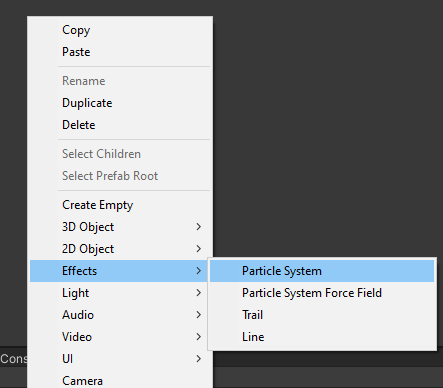 Copy
Paste
Rename
Duplicate
Delete
Select Children
Select Prefab Root
Create Empty
3D Object
2D Object
Effects
Particle System
Light
Particle System Force Field
Audio
Trail
Video
Line
UI
Cons
Camera